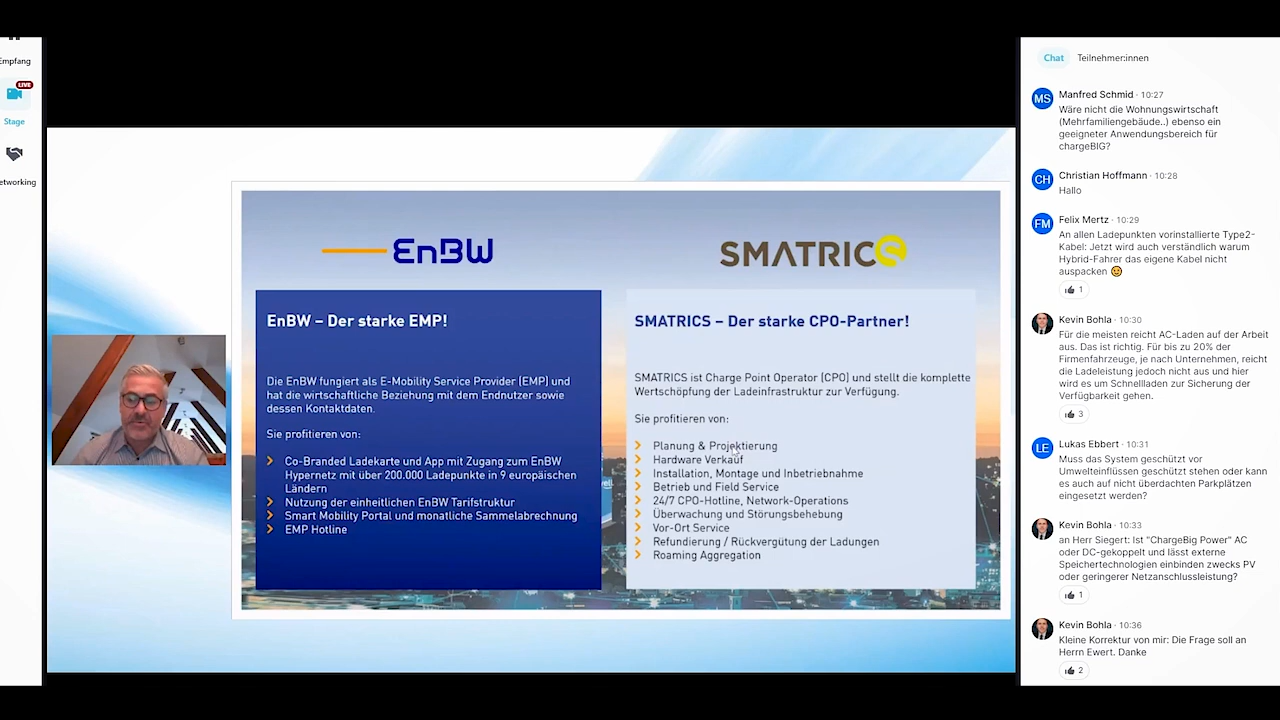 Empfang
LIVE
Stage
etworking
EnBW
EnBW – Der starke EMP!
Die EnBW fungiert als E-Mobility Service Provider (EMP) und
hat die wirtschaftliche Beziehung mit dem Endnutzer sowie
dessen Kontaktdaten.
Sie profitieren von:
Co-Branded Ladekarte und App mit Zugang zum EnBW
Hypernetz mit über 200.000 Ladepunkte in 9 europäischen
Ländern
Nutzung der einheitlichen EnBW Tarifstruktur
Smart Mobility Portal und monatliche Sammelabrechnung
EMP Hotline
SMATRICS
SMATRICS – Der starke CPO-Partner!
SMATRICS ist Charge Point Operator (CPO) und stellt die komplette
Wertschöpfung der Ladeinfrastruktur zur Verfügung.
Sie profitieren von:
Planung & Projektierung
Hardware Verkauf
Installation, Montage und Inbetriebnahme
Betrieb und Field Service
24/7 CPO-Hotline, Network-Operations
Überwachung und Störungsbehebung
Vor-Ort Service
Refundierung / Rückvergütung der Ladungen
Roaming Aggregation
Chat Teilnehmer:innen
MS Manfred Schmid · 10:27
Wäre nicht die Wohnungswirtschaft
(Mehrfamiliengebäude..) ebenso ein
geeigneter Anwendungsbereich für
chargeBIG?
CH Christian Hoffmann · 10:28
Hallo
FM Felix Mertz · 10:29
An allen Ladepunkten vorinstallierte Type2-
Kabel: Jetzt wird auch verständlich warum
Hybrid-Fahrer das eigene Kabel nicht
auspacken 😉
1
Kevin Bohla · 10:30
Für die meisten reicht AC-Laden auf der Arbeit
aus. Das ist richtig. Für bis zu 20% der
Firmenfahrzeuge, je nach Unternehmen, reicht
die Ladeleistung jedoch nicht aus und hier
wird es um Schnellladen zur Sicherung der
Verfügbarkeit gehen.
3
LE Lukas Ebbert · 10:31
Muss das System geschützt vor
Umwelteinflüssen geschützt stehen oder kann
es auch auf nicht überdachten Parkplätzen
eingesetzt werden?
Kevin Bohla · 10:33
an Herr Siegert: Ist "ChargeBig Power" AC
oder DC-gekoppelt und lässt externe
Speichertechnologien einbinden zwecks PV
oder geringerer Netzanschlussleistung?
1
Kevin Bohla · 10:36
Kleine Korrektur von mir: Die Frage soll an
Herrn Ewert. Danke
2